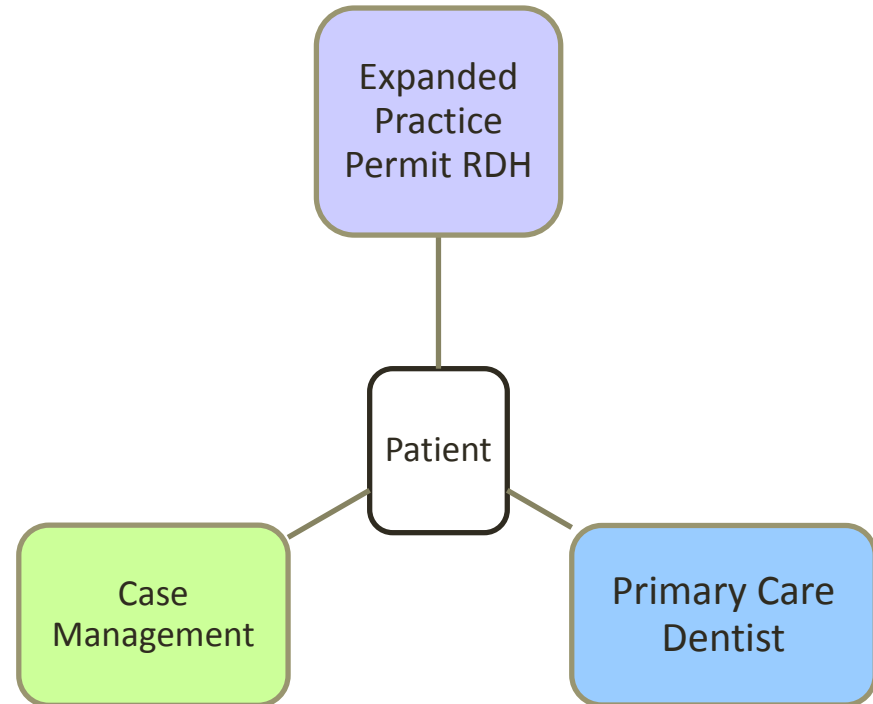 Expanded
Practice
Permit RDH
Patient
Case
Management
Primary Care
Dentist